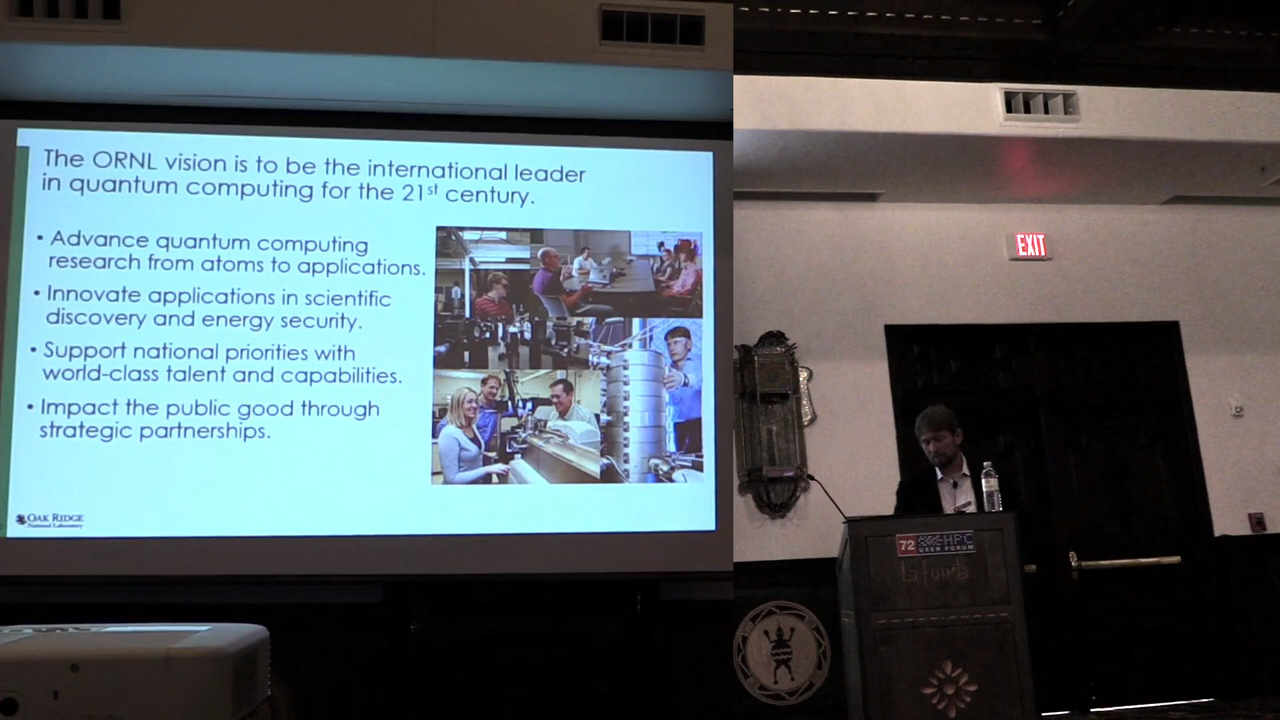 The ORNL vision is to be the international leader
in quantum computing for the 21st century.
• Advance quantum computing
research from atoms to applications.
• Innovate applications in scientific
discovery and energy security.
• Support national priorities with
world-class talent and capabilities.
• Impact the public good through
strategic partnerships.
OAK RIDGE
National Laboratory
EXIT
72 HPC
USER FORUM
La Fonda